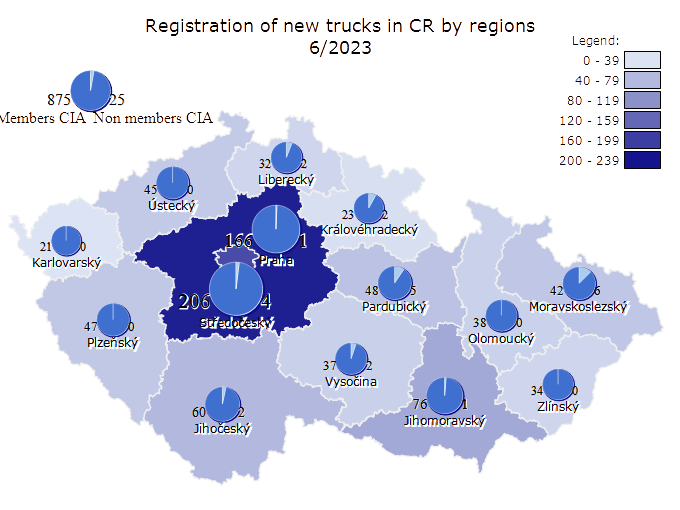 Registration of new trucks in CR by regions
6/2023
Legend:
0 - 39
40 - 79
80 - 119
120 - 159
160 - 199
200 - 239
875 25
Members CIA Non members CIA
32 2
Liberecký
45 0
Ústecký
23 2
Královéhradecký
21 0
Karlovarský
166 1
Praha
206 4
Středočeský
48 5
Pardubický
42 6
Moravskoslezský
47 0
Plzeňský
38 0
Olomoucký
37 2
Vysočina
34 0
Zlínský
60 2
Jihočeský
76 1
Jihomoravský